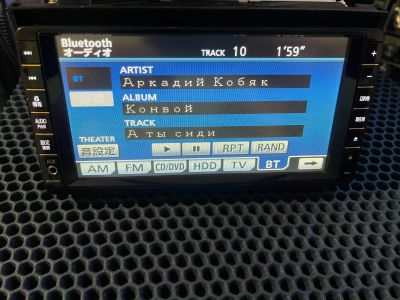 Bluetooth
オーディオ
TRACK 10 1'59"
BT
ARTIST
Аркадий Кобяк
ALBUM
Конвой
TRACK
А ты сиди
THEATER
音設定
RPT RAND
AM FM CD/DVD HDD TV BT
AUDIO
AUX